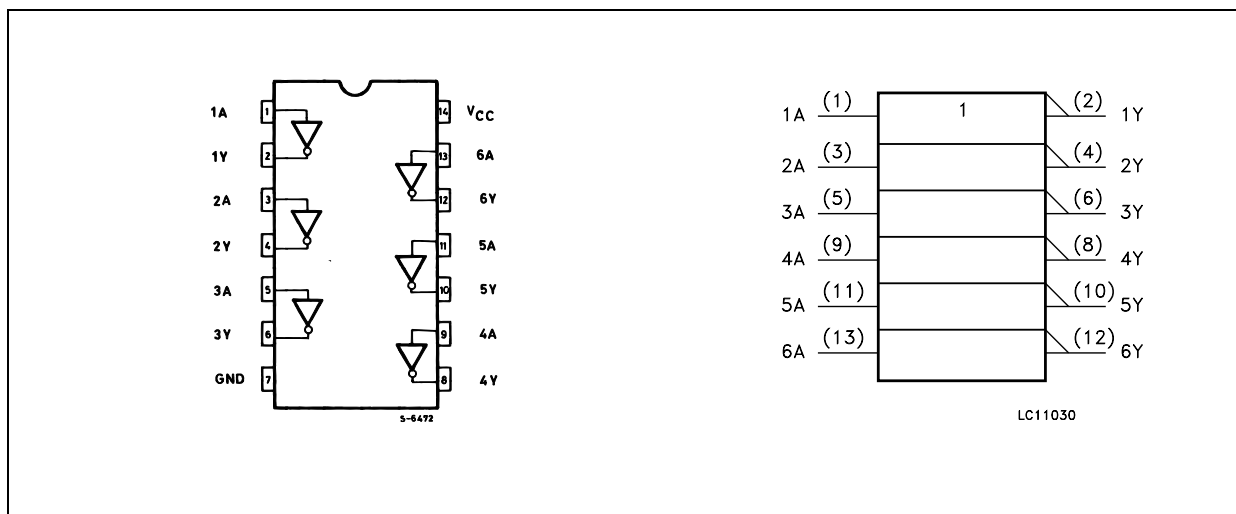 1A 1 14 VCC
1Y 2 13 6A
2A 3 12 6Y
2Y 4 11 5A
3A 5 10 5Y
3Y 6 9 4A
GND 7 8 4Y
S-6472
1A (1) 1 (2) 1Y
2A (3) (4) 2Y
3A (5) (6) 3Y
4A (9) (8) 4Y
5A (11) (10) 5Y
6A (13) (12) 6Y
LC11030